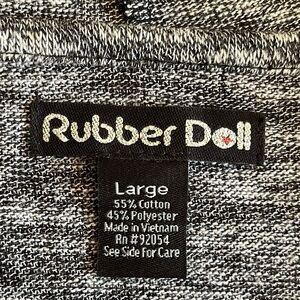 Rubber Doll
Large
55% Cotton
45% Polyester
Made in Vietnam
Rn #92054
See Side For Care